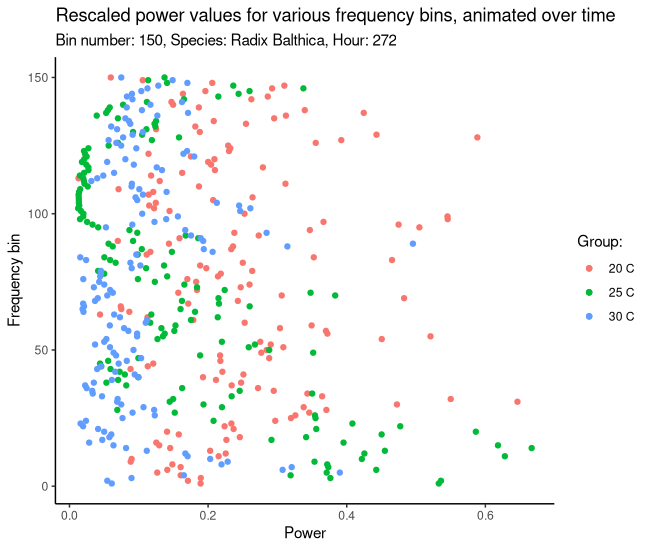 Rescaled power values for various frequency bins, animated over time
Bin number: 150, Species: Radix Balthica, Hour: 272
150
100
50
0
Frequency bin
0.0 0.2 0.4 0.6
Power
Group:
20 C
25 C
30 C